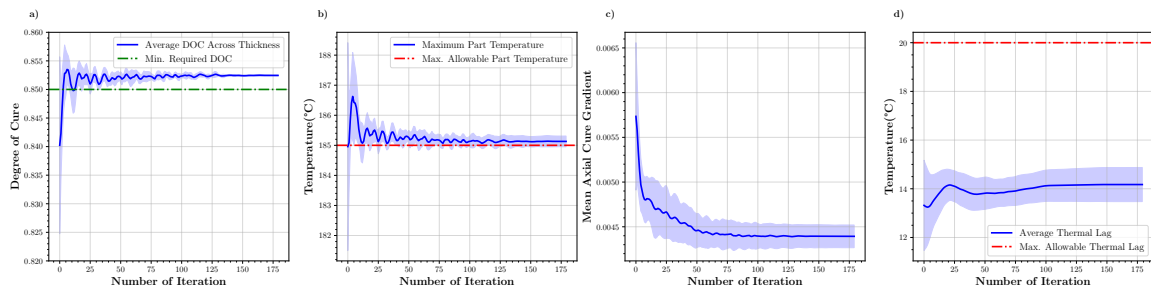 a)
Degree of Cure
0.860
0.855
0.850
0.845
0.840
0.835
0.830
0.825
0.820
Average DOC Across Thickness
Min. Required DOC
0 25 50 75 100 125 150 175
Number of Iteration
b)
Temperature(°C)
188
187
186
185
184
183
182
Maximum Part Temperature
Max. Allowable Part Temperature
0 25 50 75 100 125 150 175
Number of Iteration
c)
Mean Axial Cure Gradient
0.0065
0.0060
0.0055
0.0050
0.0045
0 25 50 75 100 125 150 175
Number of Iteration
d)
Temperature(°C)
20
18
16
14
12
Average Thermal Lag
Max. Allowable Thermal Lag
0 25 50 75 100 125 150 175
Number of Iteration